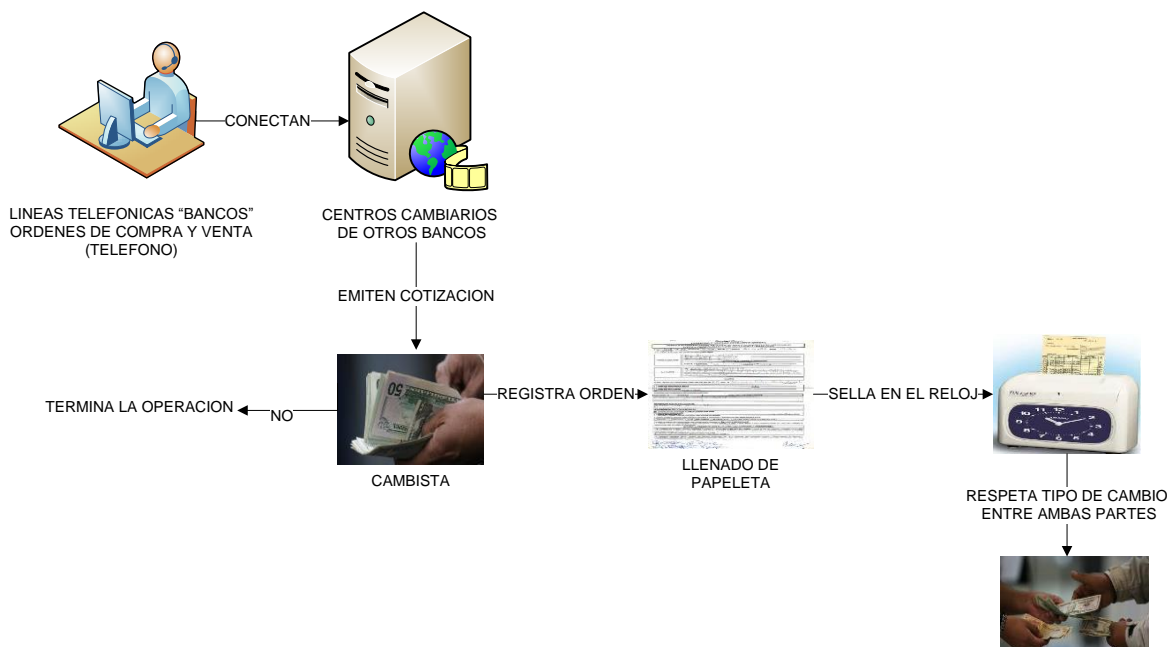 CONECTAN
LINEAS TELEFONICAS “BANCOS”
ORDENES DE COMPRA Y VENTA
(TELEFONO)
CENTROS CAMBIARIOS
DE OTROS BANCOS
EMITEN COTIZACION
TERMINA LA OPERACION
NO
50
CAMBISTA
REGISTRA ORDEN
LLENADO DE
PAPELETA
SELLA EN EL RELOJ
RESPETA TIPO DE CAMBIO
ENTRE AMBAS PARTES